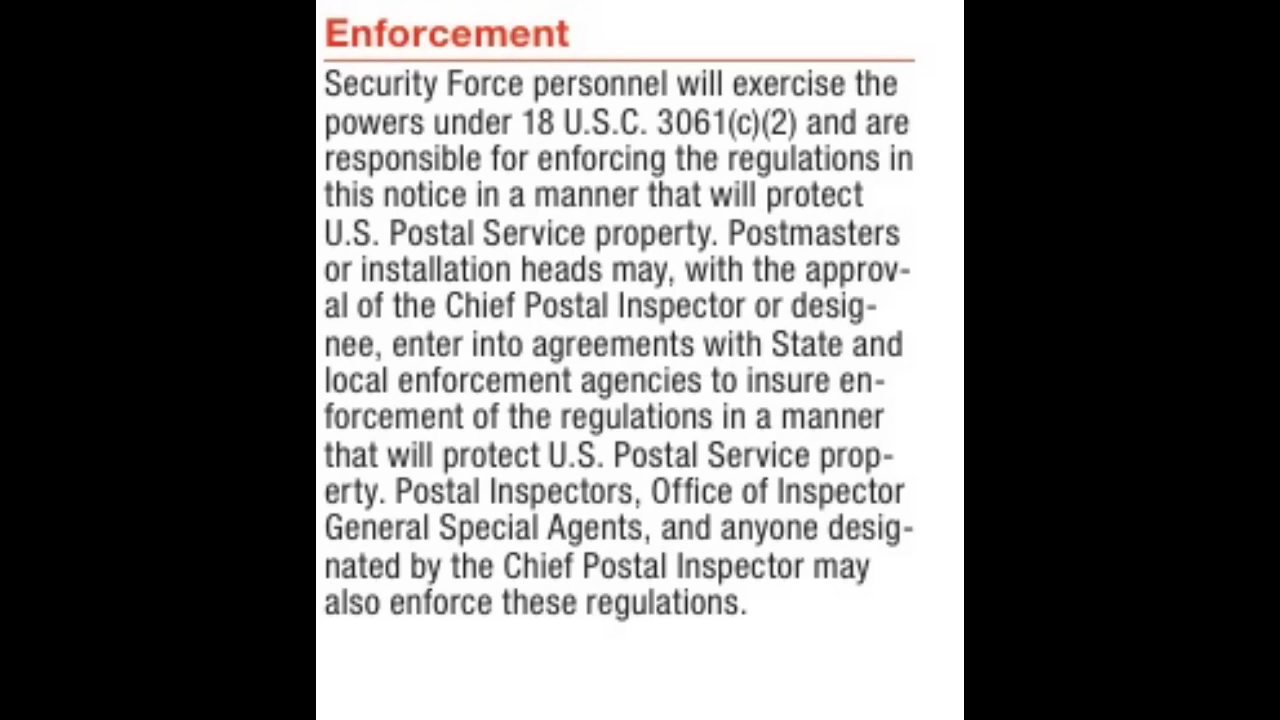 Enforcement
Security Force personnel will exercise the
powers under 18 U.S.C. 3061(c)(2) and are
responsible for enforcing the regulations in
this notice in a manner that will protect
U.S. Postal Service property. Postmasters
or installation heads may, with the approv-
al of the Chief Postal Inspector or desig-
nee, enter into agreements with State and
local enforcement agencies to insure en-
forcement of the regulations in a manner
that will protect U.S. Postal Service prop-
erty. Postal Inspectors, Office of Inspector
General Special Agents, and anyone desig-
nated by the Chief Postal Inspector may
also enforce these regulations.